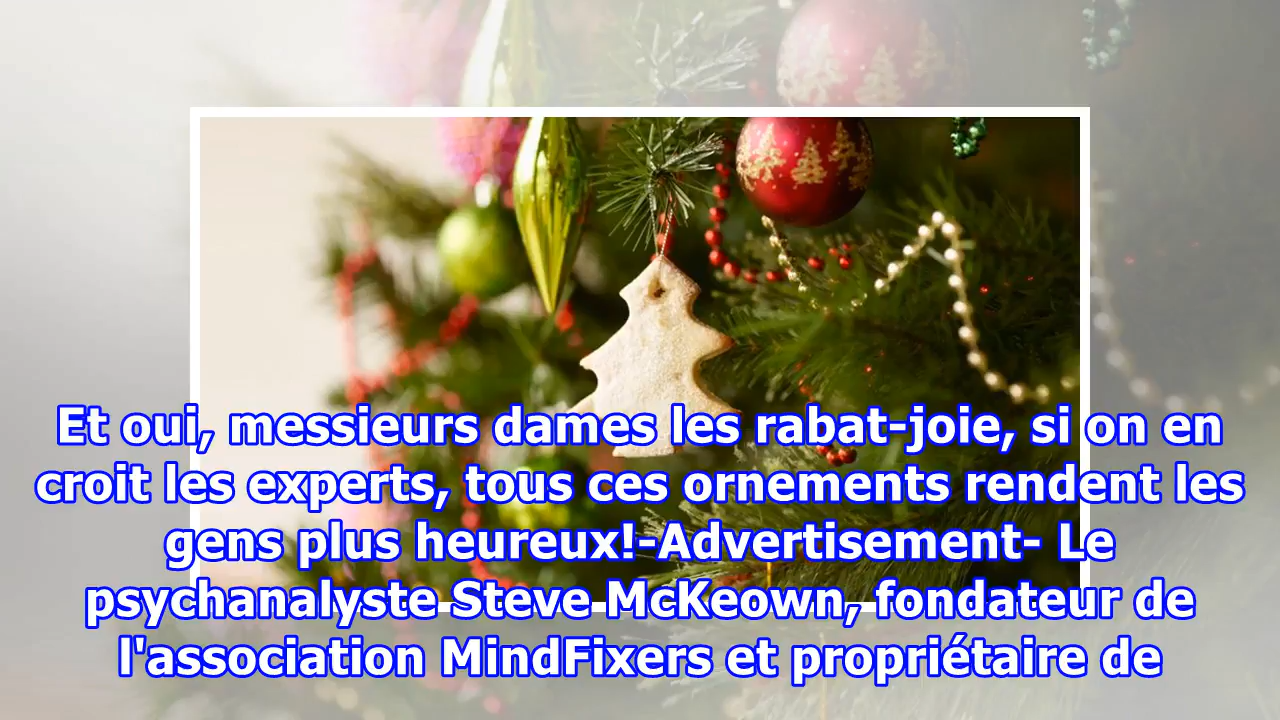 Et oui, messieurs dames les rabat-joie, si on en
croit les experts, tous ces ornements rendent les
gens plus heureux!-Advertisement- Le
psychanalyste Steve McKeown, fondateur de
l'association MindFixers et propriétaire de